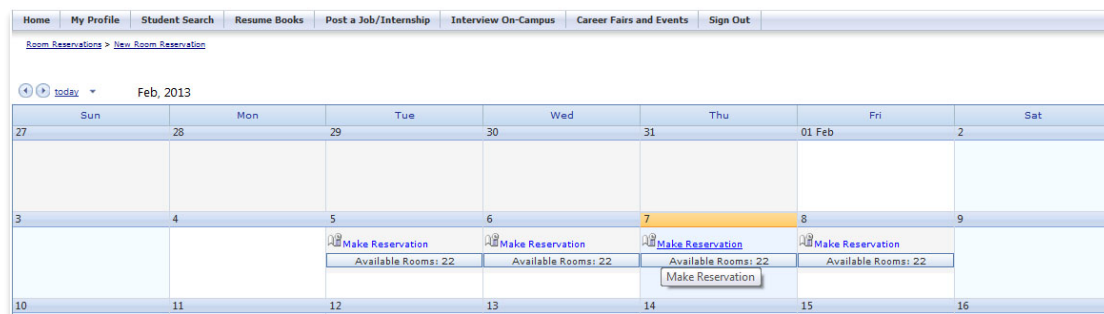 Home My Profile Student Search Resume Books Post a Job/Internship Interview On-Campus Career Fairs and Events Sign Out
Room Reservations > New Room Reservation
today Feb, 2013
Sun Mon Tue Wed Thu Fri Sat
27 28 29 30 31 01 Feb 2
3 4 5 6 7 8 9
Make Reservation Make Reservation Make Reservation Make Reservation
Available Rooms: 22 Available Rooms: 22 Available Rooms: 22 Available Rooms: 22
Make Reservation
10 11 12 13 14 15 16